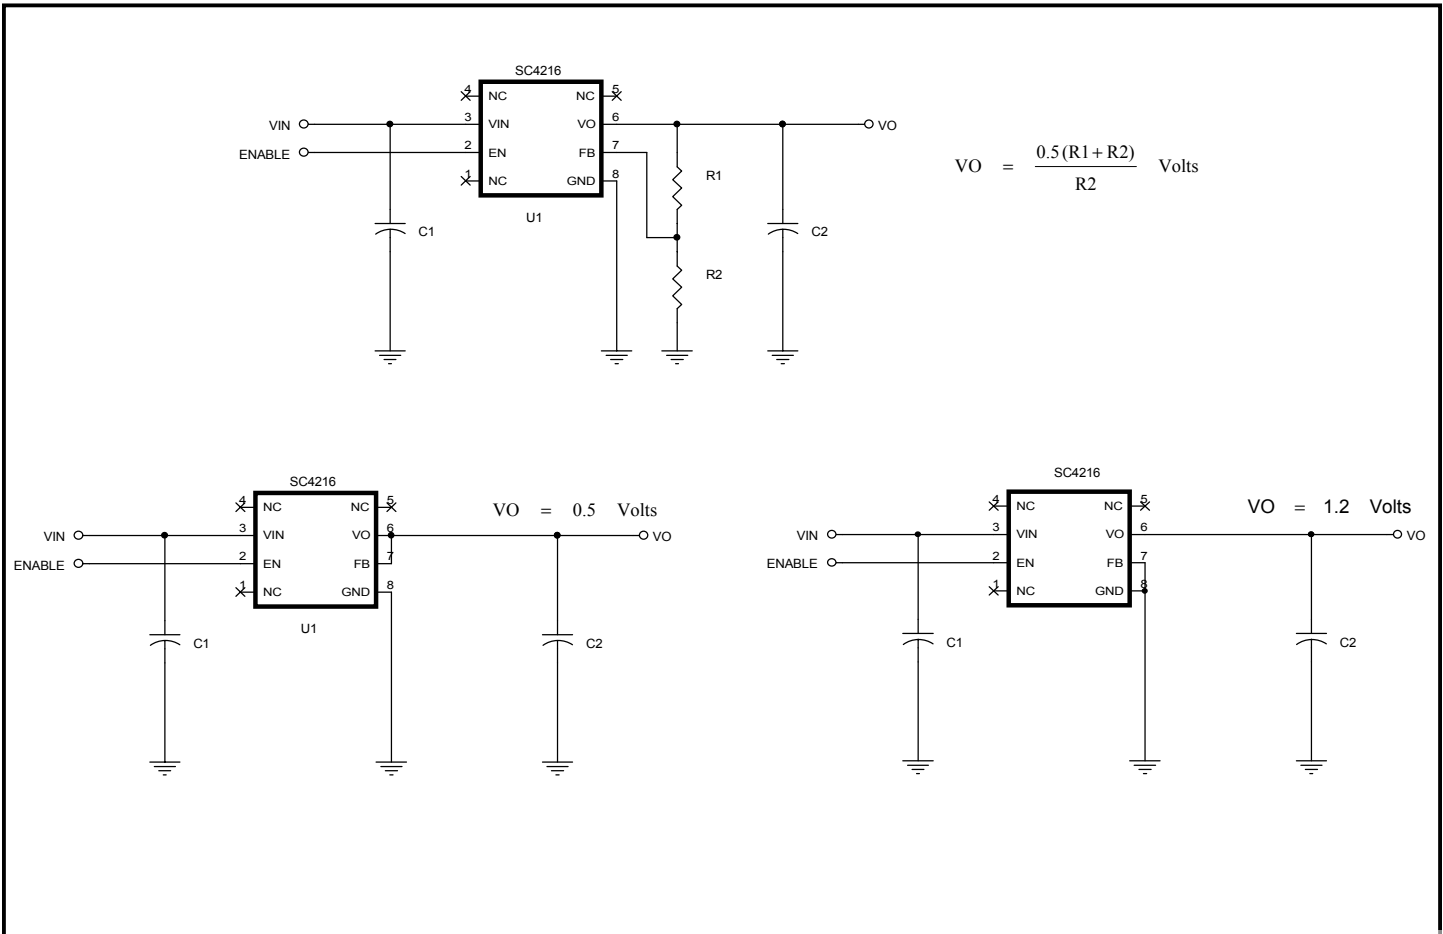 SC4216
4 NC NC 5
VIN 3 VIN VO 6 VO
ENABLE 2 EN FB 7
1 NC GND 8
U1
C1
R1
R2
C2
VO = 0.5(R1+R2) Volts
R2
SC4216
4 NC NC 5
VIN 3 VIN VO 6 VO
ENABLE 2 EN FB 7
1 NC GND 8
U1
C1
C2
VO = 0.5 Volts
SC4216
4 NC NC 5
VIN 3 VIN VO 6 VO
ENABLE 2 EN FB 7
1 NC GND 8
C1
C2
VO = 1.2 Volts